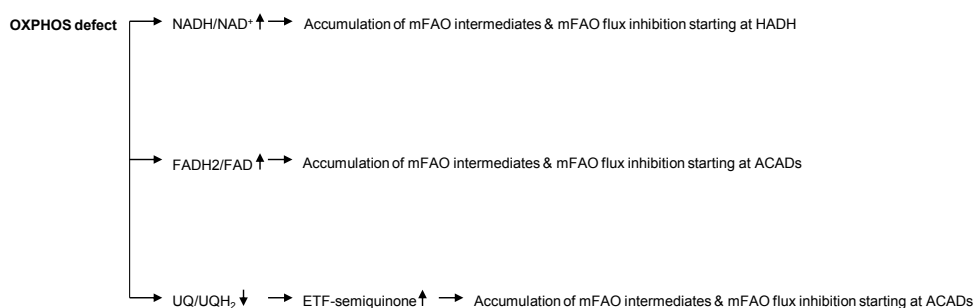 OXPHOS defect NADH/NAD⁺ Accumulation of mFAO intermediates & mFAO flux inhibition starting at HADH
FADH2/FAD Accumulation of mFAO intermediates & mFAO flux inhibition starting at ACADs
UQ/UQH₂ ETF-semiquinone Accumulation of mFAO intermediates & mFAO flux inhibition starting at ACADs